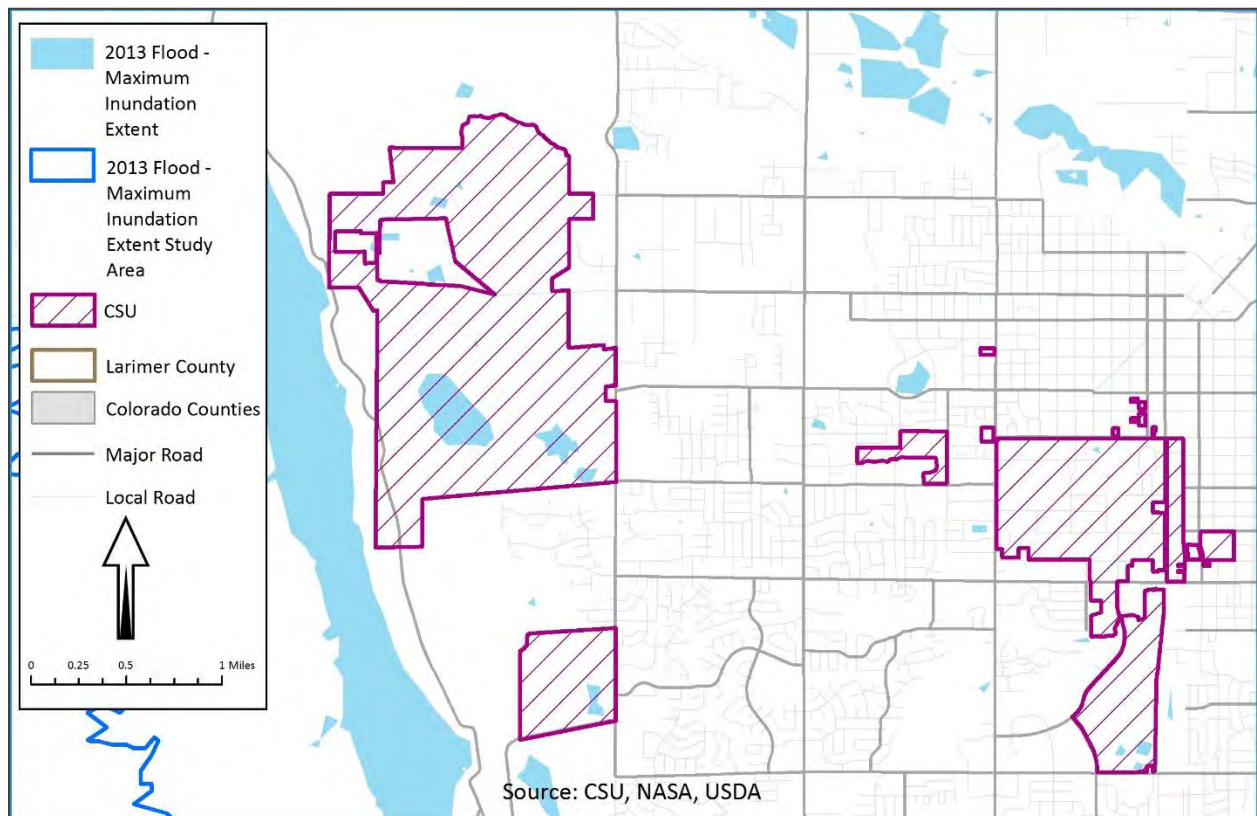 2013 Flood -
Maximum
Inundation
Extent
2013 Flood -
Maximum
Inundation
Extent Study
Area
CSU
Larimer County
Colorado Counties
Major Road
Local Road
0 0.25 0.5 1 Miles
Source: CSU, NASA, USDA